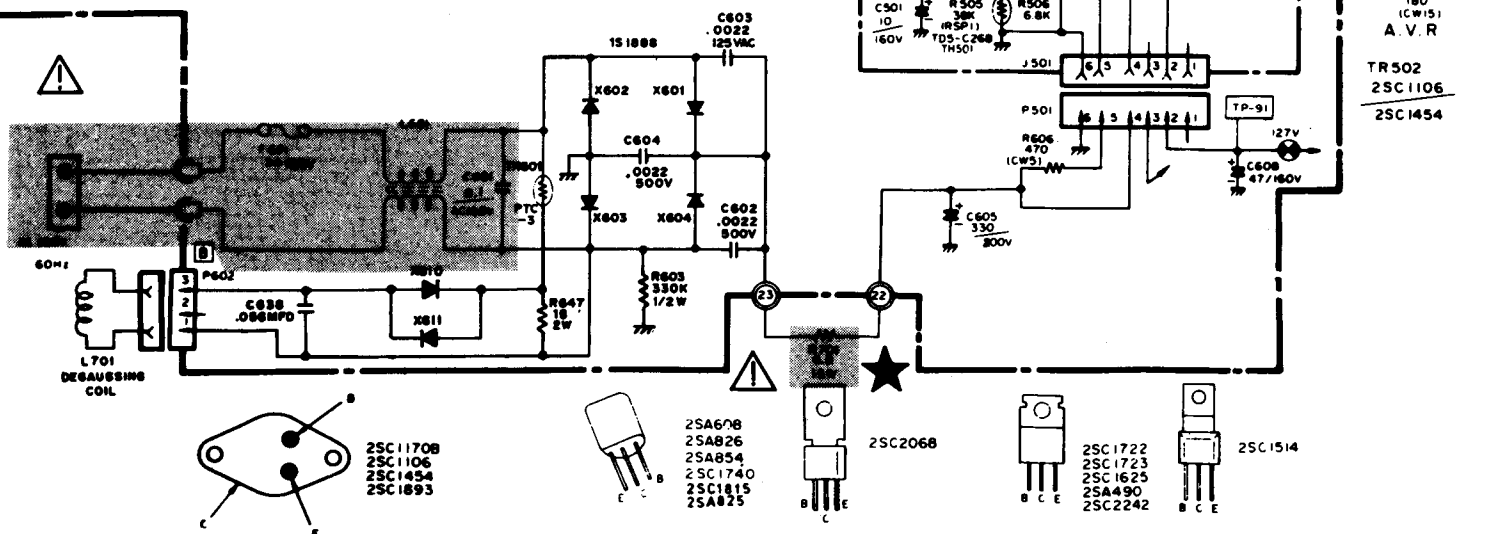 C501
10
160V
R505
38K
(RSP1)
TD5-C268
TH501
R506
6.8K
180
(CW15)
A.V.R
TR502
2SC1106
2SC1454
J501
6 5 4 3 2 1
P501
6 5 4 3 2 1
TP-91
127V
C608
47/160V
R606
470
(CW5)
C603
.0022
125VAC
1S1888
X602
X601
C604
.0022
500V
X603
X604
C602
.0022
500V
PTC
-3
C605
330
200V
60Hz
B
P602
3
2
1
C636
X810
X611
R647
2W
R603
330K
1/2W
23
22
L701
DEGAUSSING
COIL
B
C
E
2SC1170B
2SC1106
2SC1454
2SC1893
E C B
2SA608
2SA826
2SA854
2SC1740
2SC1815
2SA825
B C E
2SC2068
B C E
2SC1722
2SC1723
2SC1625
2SA490
2SC2242
B C E
2SC1514